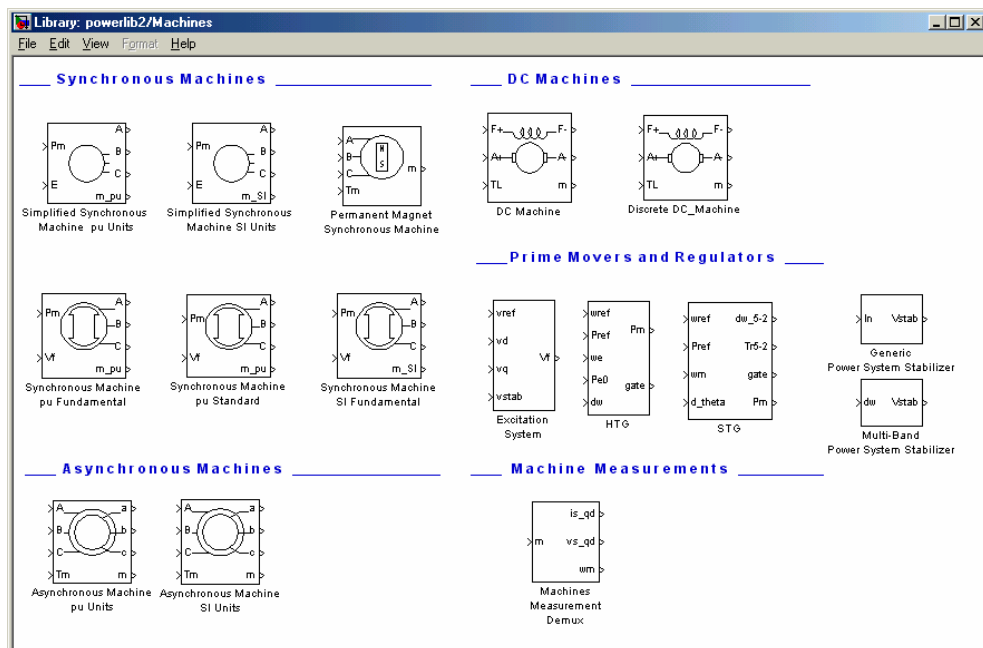 Library: powerlib2/Machines
File Edit View Format Help
Synchronous Machines
Pm
E
A
B
C
m_pu
Simplified Synchronous
Machine pu Units
Pm
E
A
B
C
m_SI
Simplified Synchronous
Machine SI Units
A
B
C
Tm
N
S
m
Permanent Magnet
Synchronous Machine
Pm
Vf
A
B
C
m_pu
Synchronous Machine
pu Fundamental
Pm
Vf
A
B
C
m_pu
Synchronous Machine
pu Standard
Pm
Vf
A
B
C
m_SI
Synchronous Machine
SI Fundamental
Asynchronous Machines
A
B
C
Tm
a
b
c
m
Asynchronous Machine
pu Units
A
B
C
Tm
a
b
c
m
Asynchronous Machine
SI Units
DC Machines
F+
F-
A+
A-
TL
m
DC Machine
F+
F-
A+
A-
TL
m
Discrete DC_Machine
Prime Movers and Regulators
vref
vd
vq
vstab
Vf
Excitation
System
wref
Pref
we
Pe0
dw
Pm
gate
HTG
wref
Pref
wm
d_theta
dw_5-2
Tr5-2
gate
Pm
STG
In
Vstab
Generic
Power System Stabilizer
dw
Vstab
Multi-Band
Power System Stabilizer
Machine Measurements
m
is_qd
vs_qd
wm
Machines
Measurement
Demux